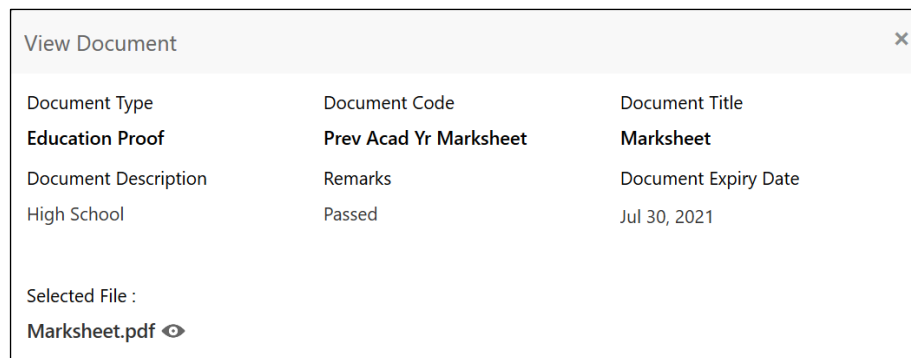 View Document ×
Document Type Document Code Document Title
Education Proof Prev Acad Yr Marksheet Marksheet
Document Description Remarks Document Expiry Date
High School Passed Jul 30, 2021
Selected File :
Marksheet.pdf